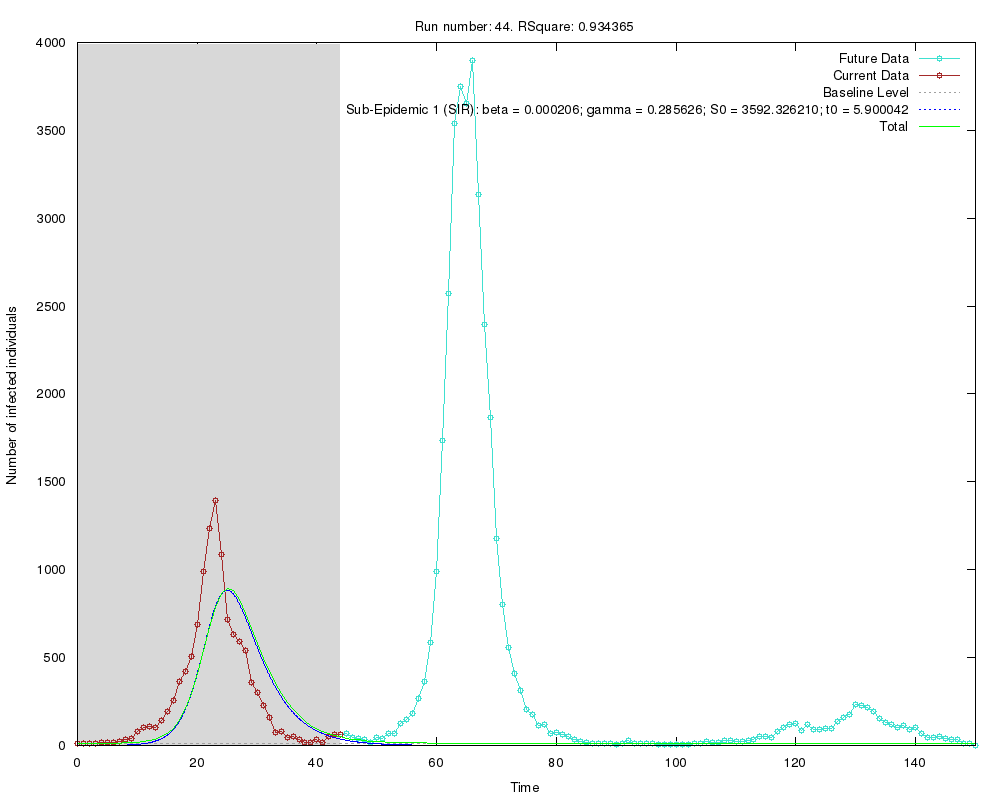 Run number: 44. RSquare: 0.934365
Future Data
Current Data
Baseline Level
Sub-Epidemic 1 (SIR): beta = 0.000206; gamma = 0.285626; S0 = 3592.326210; t0 = 5.900042
Total
4000
3500
3000
2500
2000
1500
1000
500
0
Number of infected individuals
0 20 40 60 80 100 120 140
Time